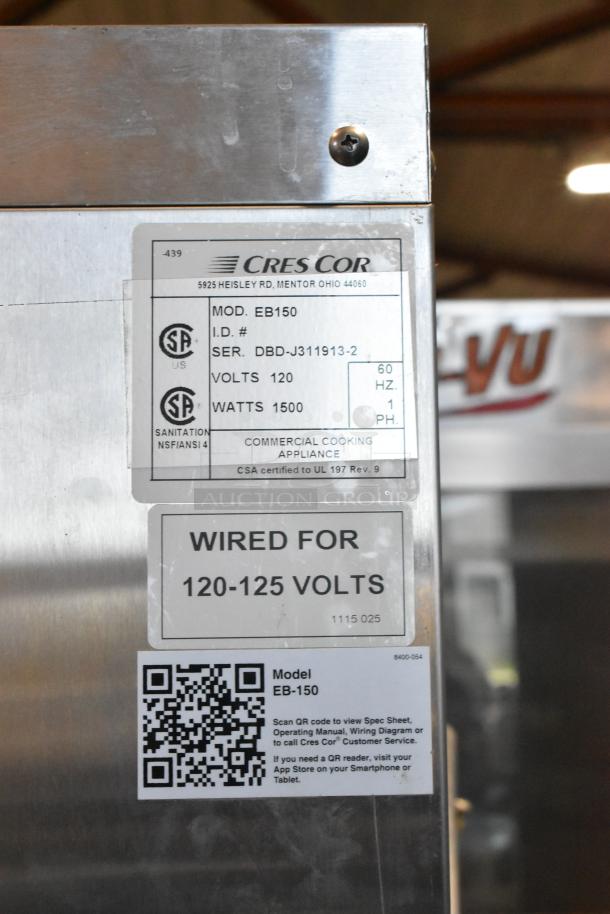 -439
CRES COR
5925 HEISLEY RD, MENTOR OHIO 44060
MOD. EB150
I.D. #
SER. DBD-J311913-2
VOLTS 120
60 HZ.
WATTS 1500
1 PH.
SA
US
SA
SANITATION
NSF/ANSI 4
COMMERCIAL COOKING
APPLIANCE
CSA certified to UL 197 Rev. 9
AUCTION GROUP
WIRED FOR
120-125 VOLTS
1115 025
8400-054
Model
EB-150
Scan QR code to view Spec Sheet,
Operating Manual, Wiring Diagram or
to call Cres Cor® Customer Service.
If you need a QR reader, visit your
App Store on your Smartphone or
Tablet.
-VU